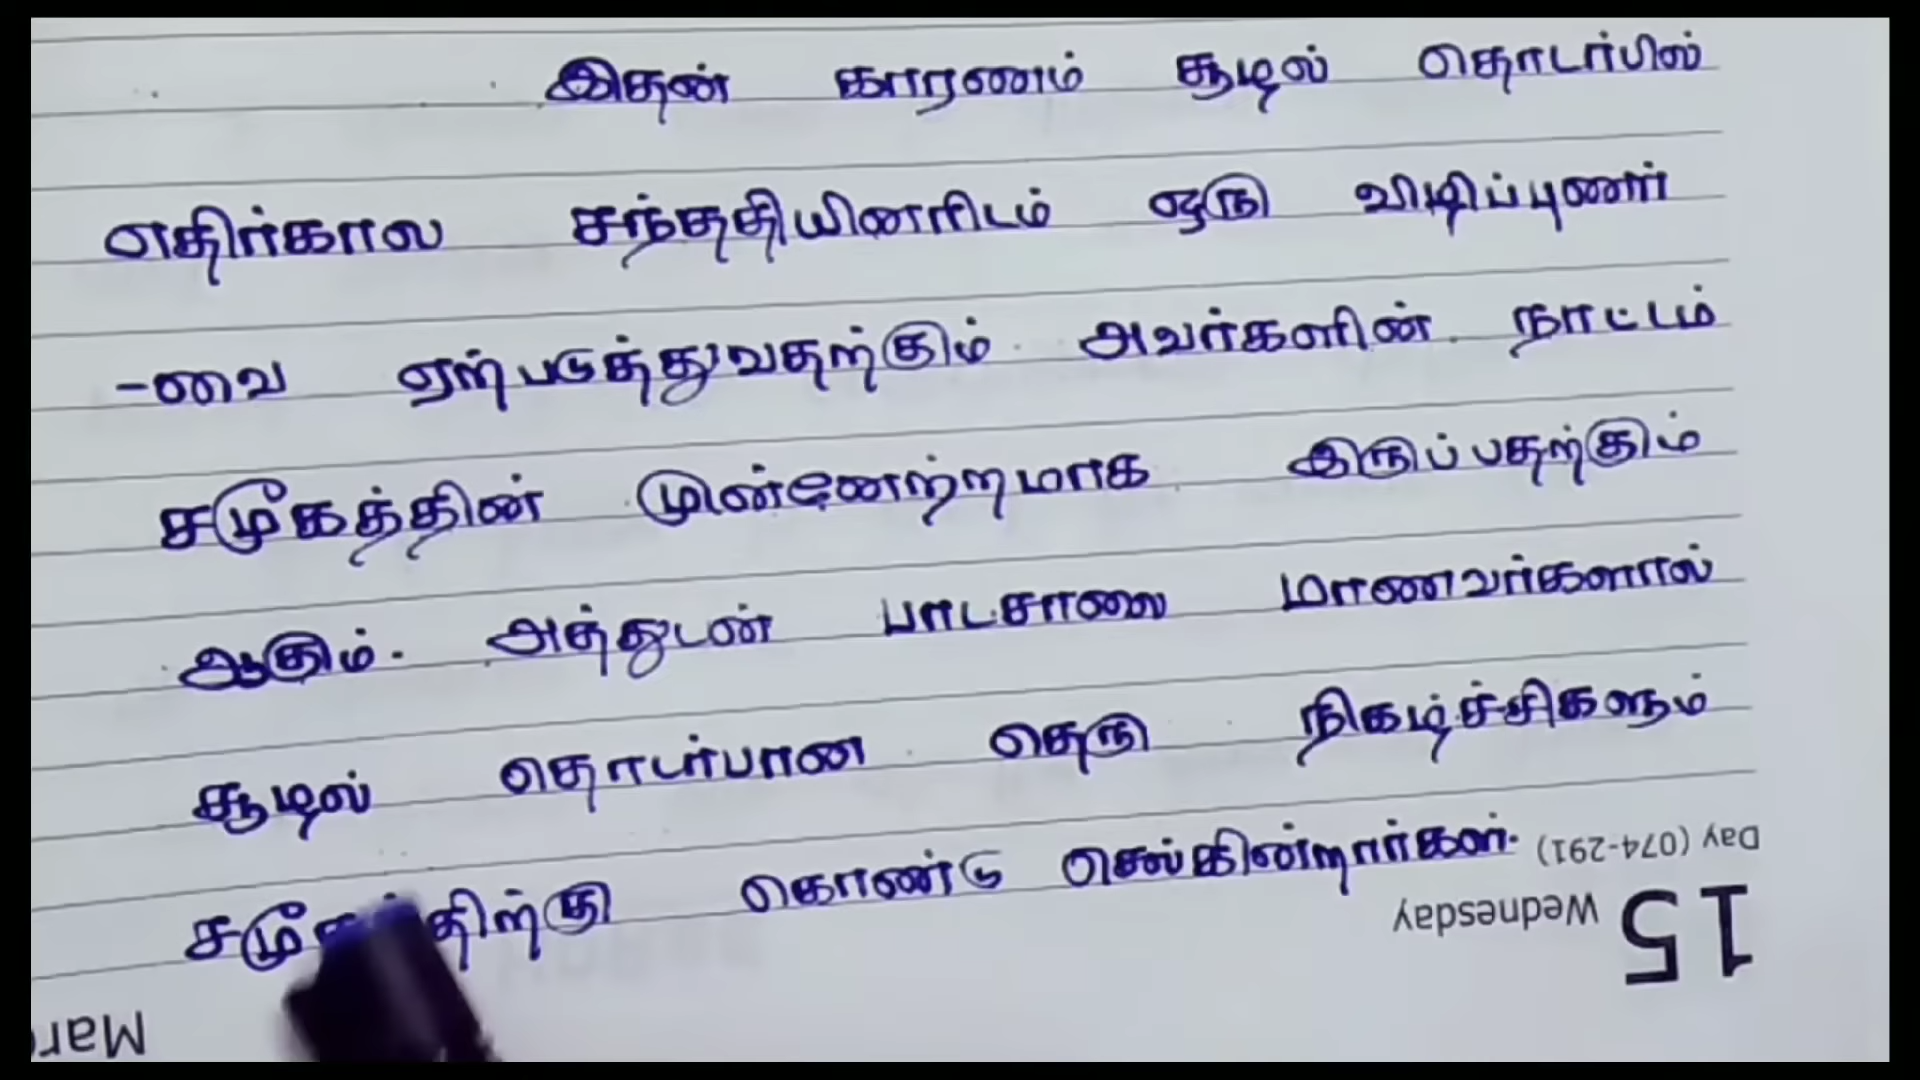 இதன் காரணம் சூழல் தொடர்பில்
எதிர்கால சந்ததியினரிடம் ஒரு விழிப்புணர்
-வை ஏற்படுத்துவதற்கும் அவர்களின் நாட்டம்
சமூகத்தின் முன்னேற்றமாக இருப்பதற்கும்
ஆகும். அத்துடன் பாடசாலை மாணவர்களால்
சூழல் தொடர்பான தெரு நிகழ்ச்சிகளும்
சமூகத்திற்கு கொண்டு செல்கின்றார்கள்.
Day (074-291)
15 Wednesday